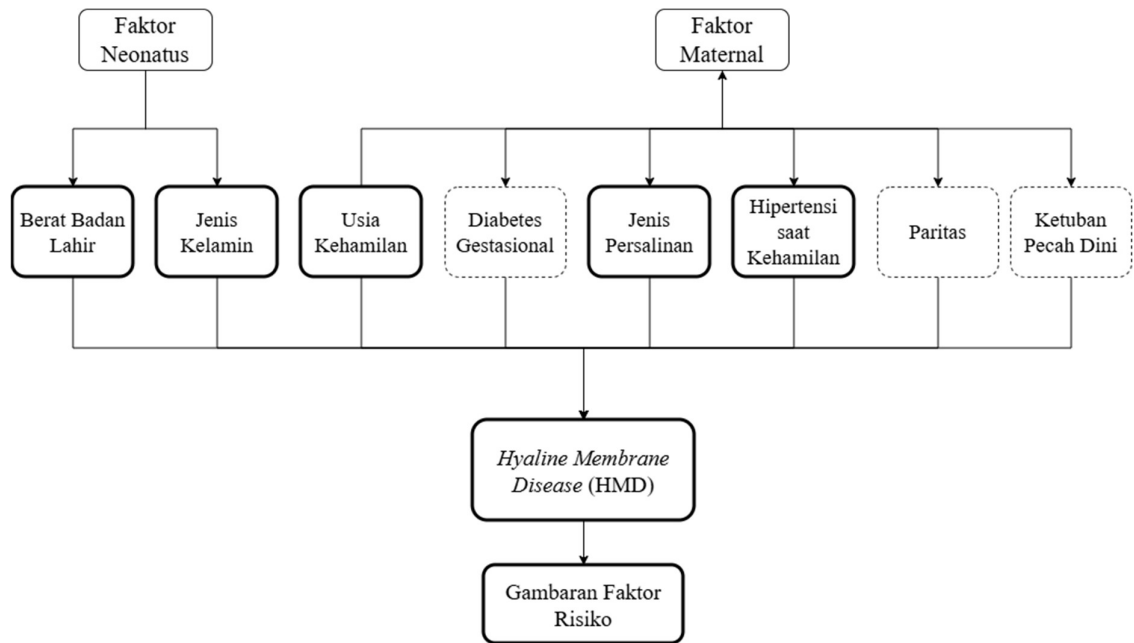 Faktor
Neonatus
Faktor
Maternal
Berat Badan
Lahir
Jenis
Kelamin
Usia
Kehamilan
Diabetes
Gestasional
Jenis
Persalinan
Hipertensi
saat
Kehamilan
Paritas
Ketuban
Pecah Dini
Hyaline Membrane
Disease (HMD)
Gambaran Faktor
Risiko